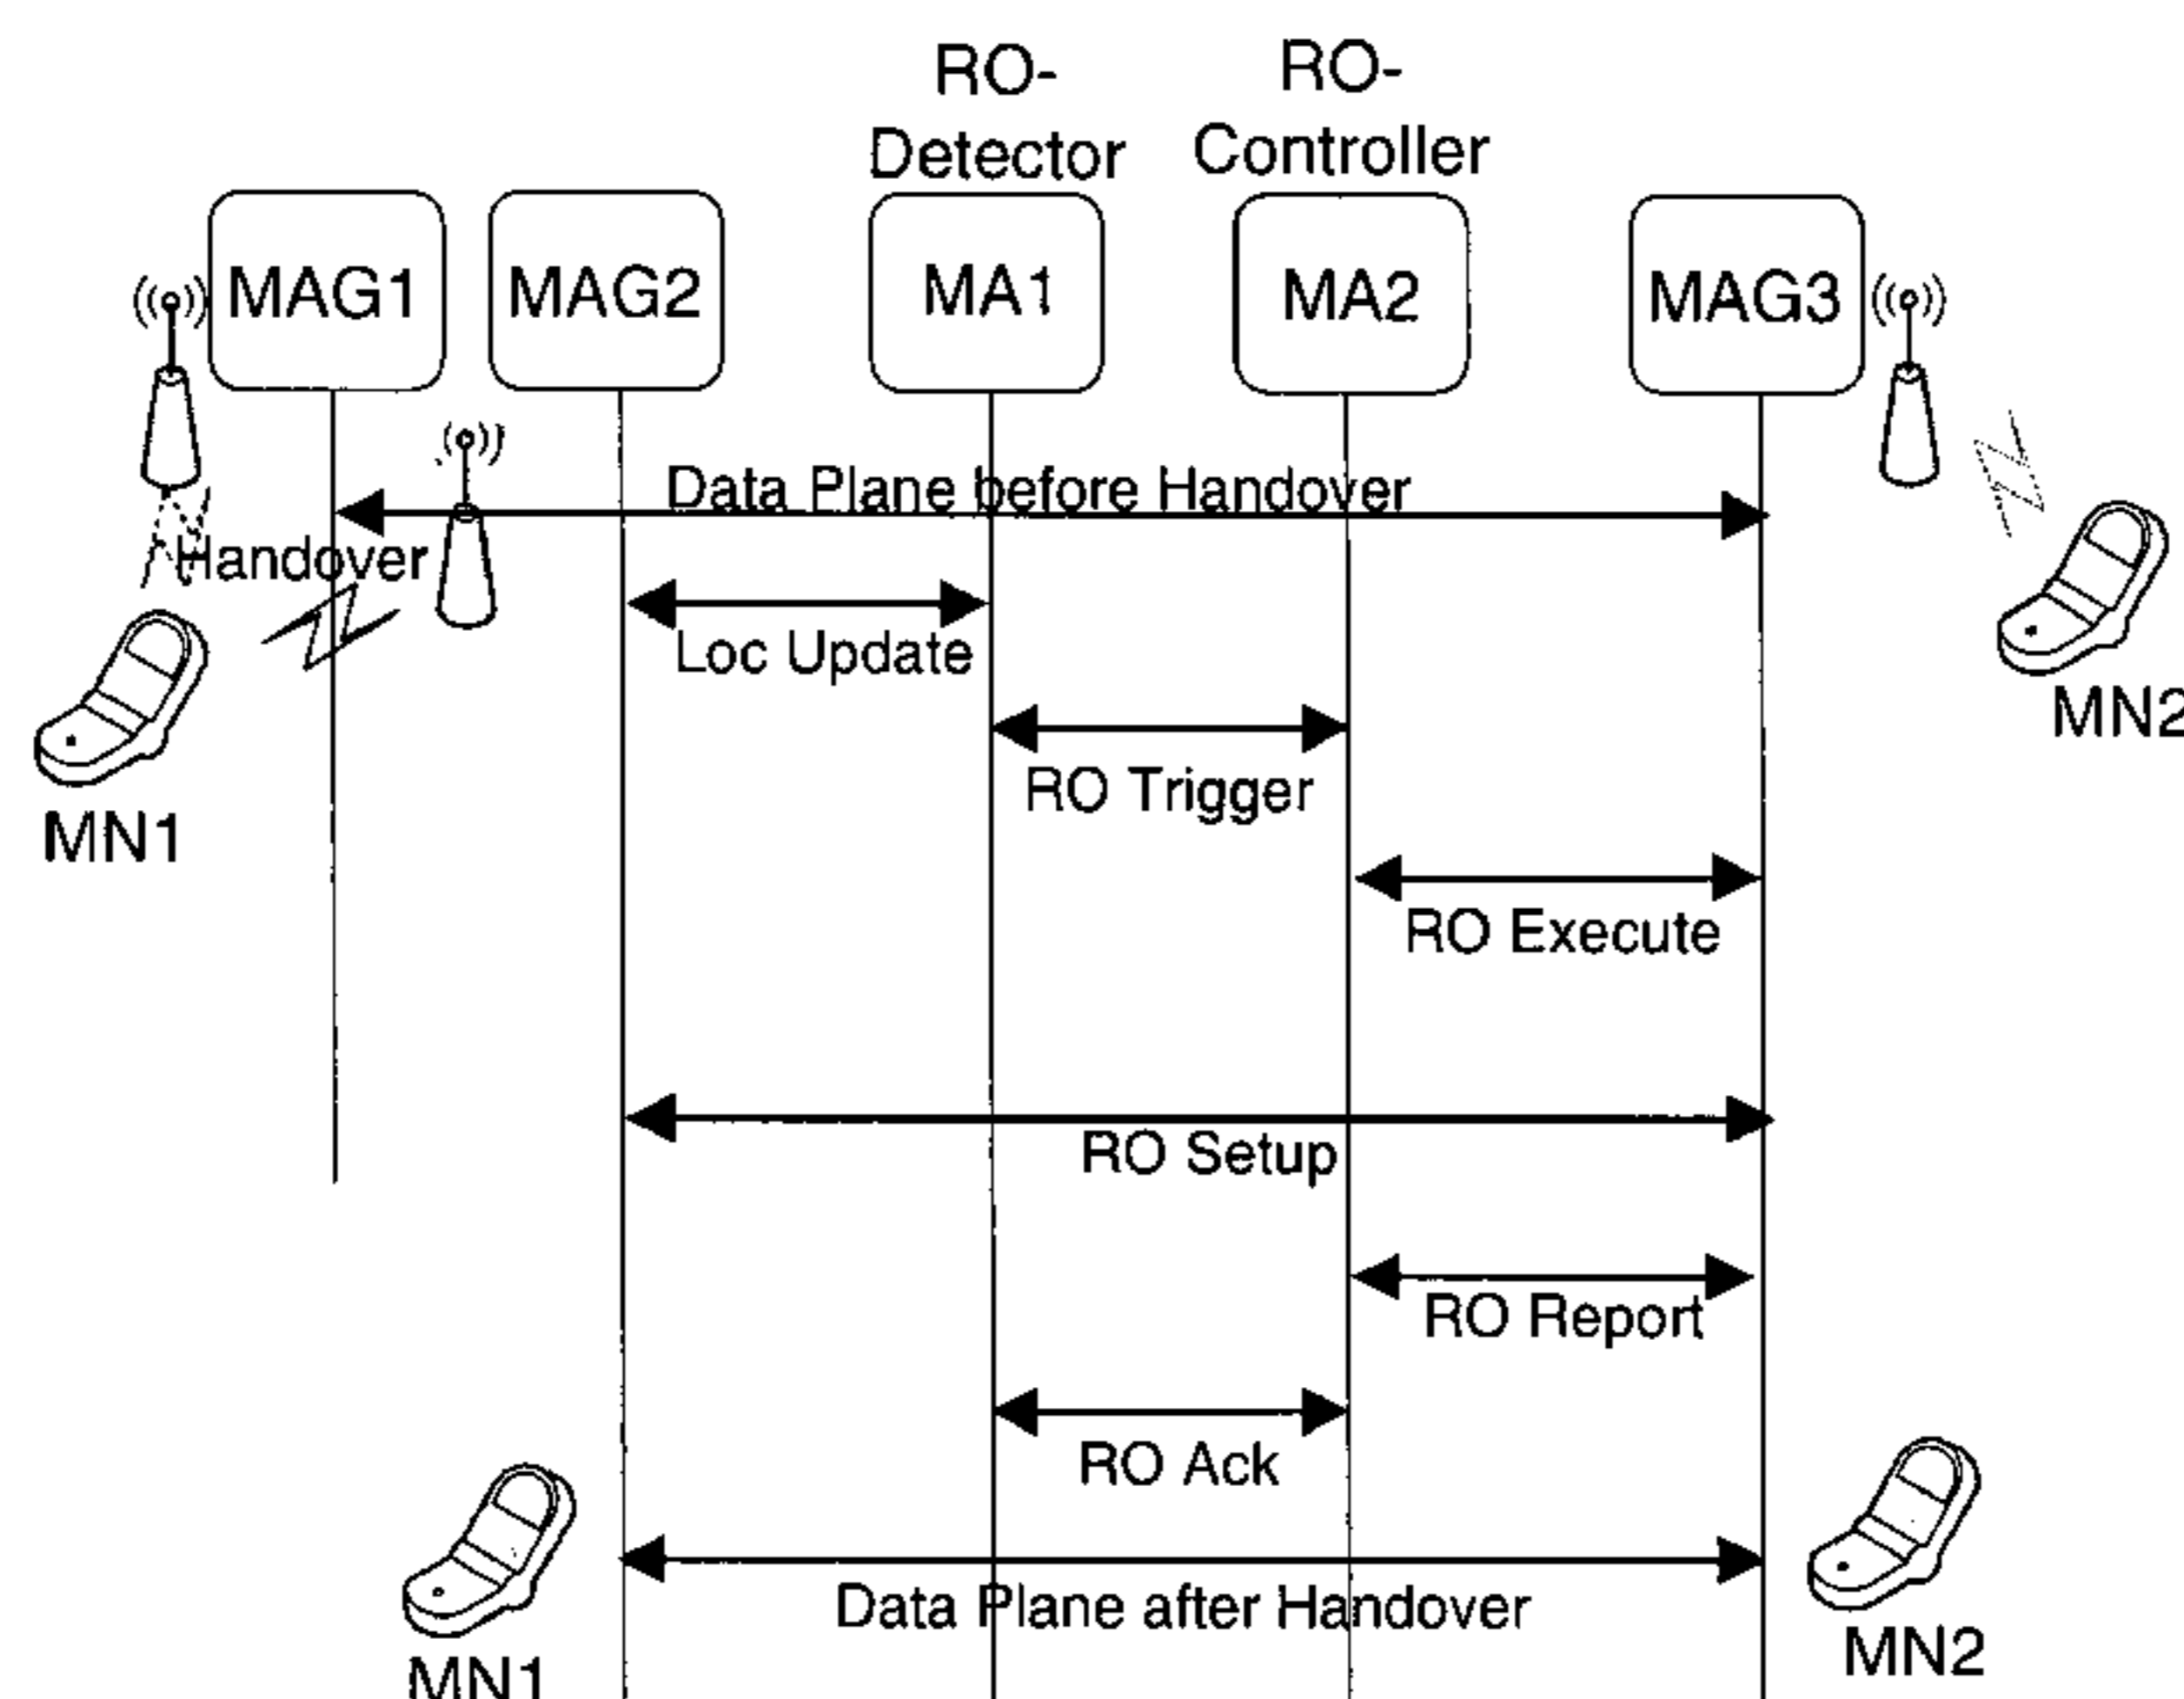 RO-
Detector
RO-
Controller
MAG1
MAG2
MA1
MA2
MAG3
Data Plane before Handover
Handover
Loc Update
MN2
RO Trigger
MN1
RO Execute
RO Setup
RO Report
RO Ack
Data Plane after Handover
MN2
MN1